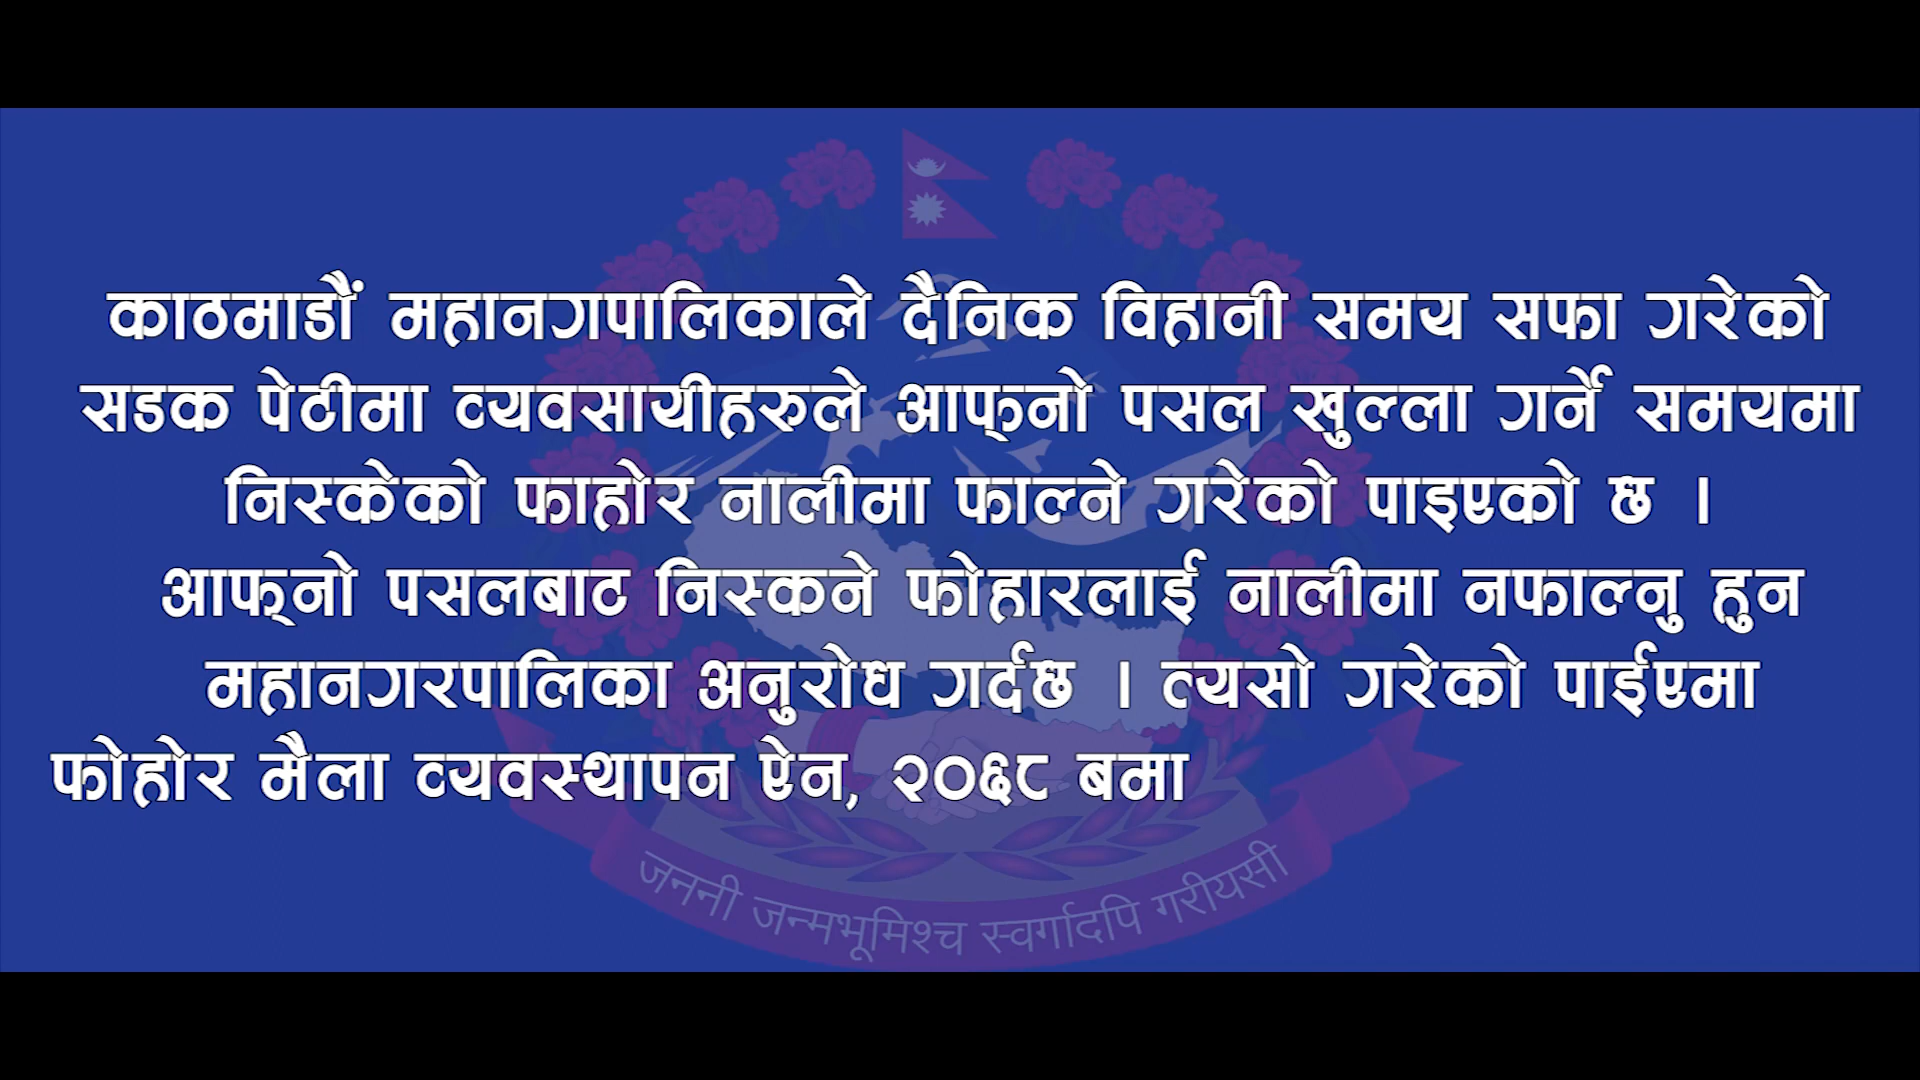 काठमाडौं महानगपालिकाले दैनिक विहानी समय सफा गरेको
सडक पेटीमा व्यवसायीहरुले आफ्नो पसल खुल्ला गर्ने समयमा
निस्केको फाहोर नालीमा फाल्ने गरेको पाइएको छ ।
आफ्नो पसलबाट निस्कने फोहारलाई नालीमा नफाल्नु हुन
महानगरपालिका अनुरोध गर्दछ । त्यसो गरेको पाईएमा
फोहोर मैला व्यवस्थापन ऐन, २०६८ बमा
जननी जन्मभूमिश्च स्वर्गादपि गरीयसी